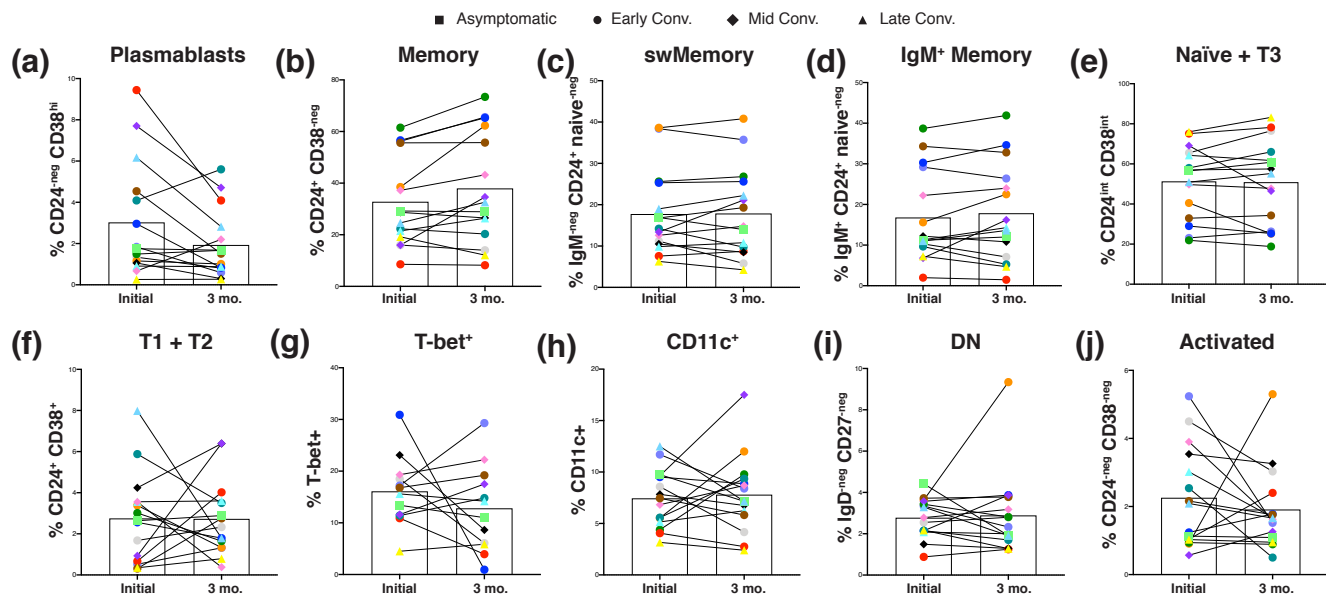 ■ Asymptomatic ● Early Conv. ◆ Mid Conv. ▲ Late Conv.
(a) Plasmablasts
% CD24-neg CD38hi
10
8
6
4
2
0
Initial 3 mo.
(b) Memory
% CD24+ CD38-neg
80
60
40
20
0
Initial 3 mo.
(c) swMemory
% IgM-neg CD24+ naive-neg
50
40
30
20
10
0
Initial 3 mo.
(d) IgM+ Memory
% IgM+ CD24+ naive-neg
50
40
30
20
10
0
Initial 3 mo.
(e) Naïve + T3
% CD24int CD38int
100
80
60
40
20
0
Initial 3 mo.
(f) T1 + T2
% CD24+ CD38+
10
8
6
4
2
0
Initial 3 mo.
(g) T-bet+
% T-bet+
40
30
20
10
0
Initial 3 mo.
(h) CD11c+
% CD11c+
20
15
10
5
0
Initial 3 mo.
(i) DN
% IgD-neg CD27-neg
10
8
6
4
2
0
Initial 3 mo.
(j) Activated
% CD24-neg CD38-neg
6
4
2
0
Initial 3 mo.